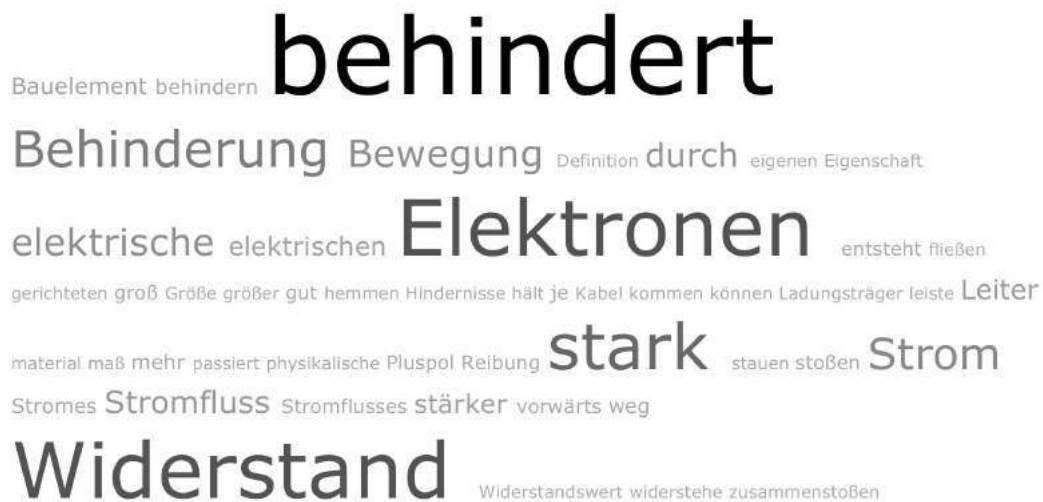 Bauelement behindern behindert
Behinderung Bewegung Definition durch eigenen Eigenschaft
elektrische elektrischen Elektronen entsteht fließen
gerichteten groß Größe größer gut hemmen Hindernisse hält je Kabel kommen können Ladungsträger leiste Leiter
material maß mehr passiert physikalische Pluspol Reibung stark stauen stoßen Strom
Stromes Stromfluss Stromflusses stärker vorwärts weg
Widerstand Widerstandswert widerstehe zusammenstoßen